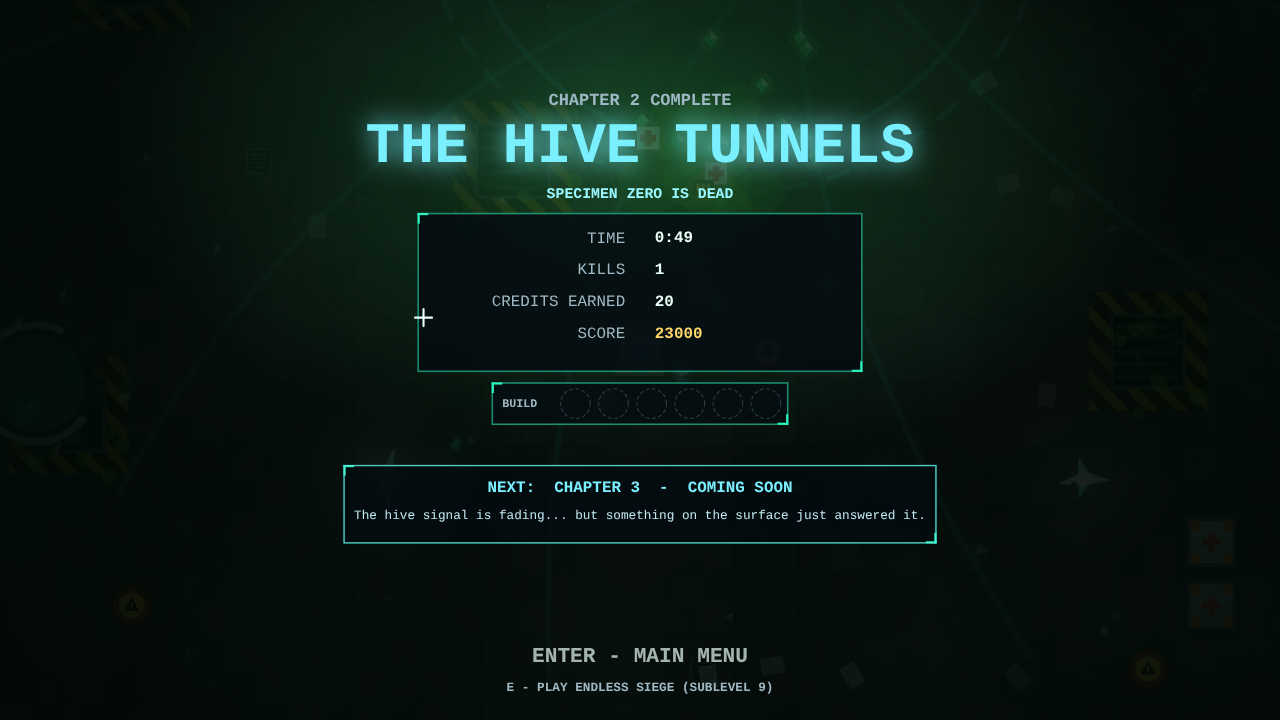 CHAPTER 2 COMPLETE
THE HIVE TUNNELS
SPECIMEN ZERO IS DEAD
TIME 0:49
KILLS 1
CREDITS EARNED 20
SCORE 23000
BUILD
NEXT: CHAPTER 3 - COMING SOON
The hive signal is fading... but something on the surface just answered it.
ENTER - MAIN MENU
E - PLAY ENDLESS SIEGE (SUBLEVEL 9)